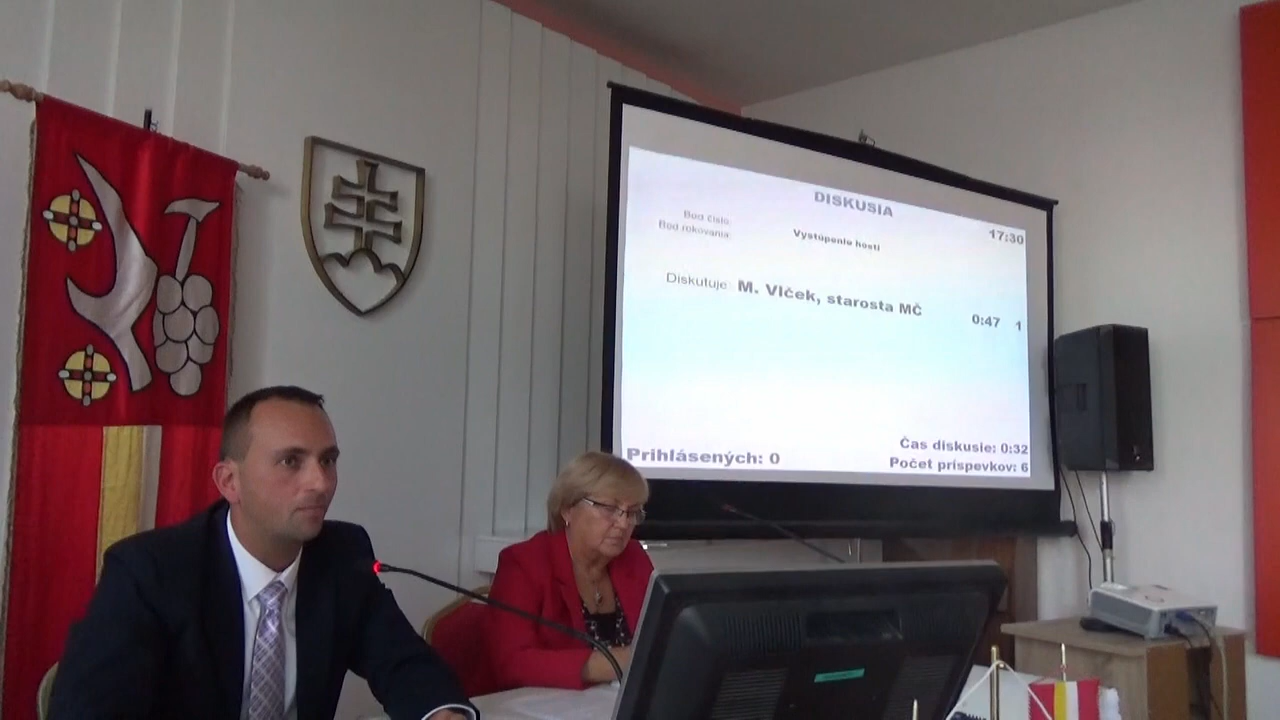 DISKUSIA
17:30
Bod číslo:
Bod rokovania:
Vystúpenie hostí
Diskutuje: M. Vlček, starosta MČ
0:47 1
Čas diskusie: 0:32
Prihlásených: 0
Počet príspevkov: 6